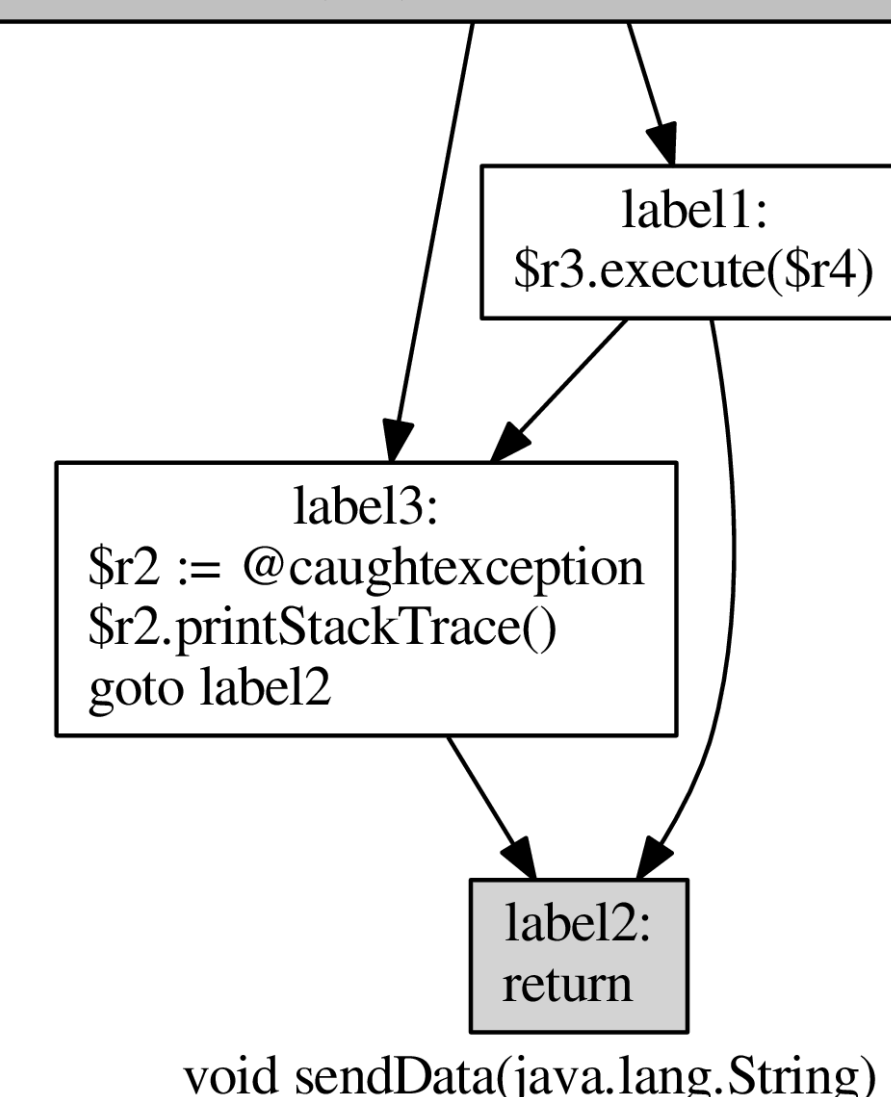 label1:
$r3.execute($r4)
label3:
$r2 := @caughtexception
$r2.printStackTrace()
goto label2
label2:
return
void sendData(java.lang.String)